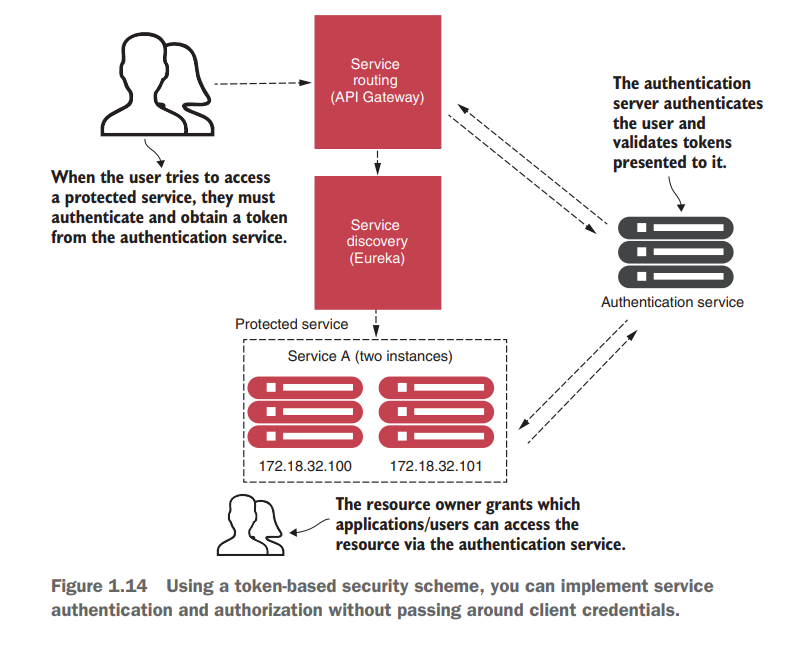 Service
routing
(API Gateway)
The authentication
server authenticates
the user and
validates tokens
presented to it.
When the user tries to access
a protected service, they must
authenticate and obtain a token
from the authentication service.
Service
discovery
(Eureka)
Authentication service
Protected service
Service A (two instances)
172.18.32.100
172.18.32.101
The resource owner grants which
applications/users can access the
resource via the authentication service.
Figure 1.14 Using a token-based security scheme, you can implement service
authentication and authorization without passing around client credentials.